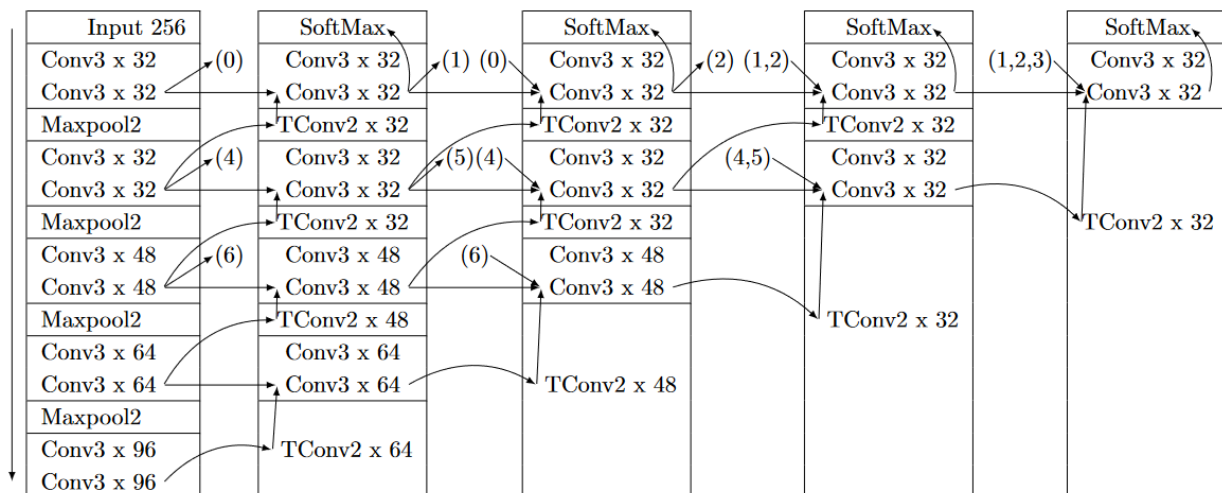 Input 256
Conv3 x 32
Conv3 x 32
Maxpool2
Conv3 x 32
Conv3 x 32
Maxpool2
Conv3 x 48
Conv3 x 48
Maxpool2
Conv3 x 64
Conv3 x 64
Maxpool2
Conv3 x 96
Conv3 x 96
(0)
(4)
(6)
SoftMax
Conv3 x 32
Conv3 x 32
TConv2 x 32
Conv3 x 32
Conv3 x 32
TConv2 x 32
Conv3 x 48
Conv3 x 48
TConv2 x 48
Conv3 x 64
Conv3 x 64
TConv2 x 64
(1) (0)
(5)(4)
(6)
SoftMax
Conv3 x 32
Conv3 x 32
TConv2 x 32
Conv3 x 32
Conv3 x 32
TConv2 x 32
Conv3 x 48
Conv3 x 48
TConv2 x 48
(2) (1,2)
(4,5)
SoftMax
Conv3 x 32
Conv3 x 32
TConv2 x 32
Conv3 x 32
Conv3 x 32
TConv2 x 32
(1,2,3)
SoftMax
Conv3 x 32
Conv3 x 32
TConv2 x 32